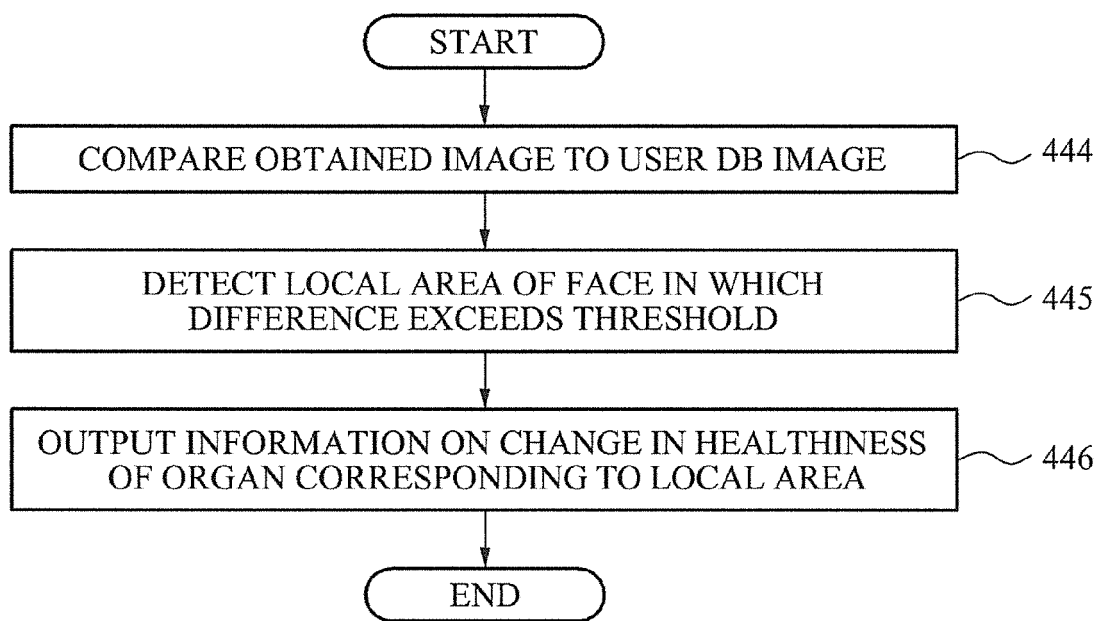 START
COMPARE OBTAINED IMAGE TO USER DB IMAGE
444
DETECT LOCAL AREA OF FACE IN WHICH
DIFFERENCE EXCEEDS THRESHOLD
445
OUTPUT INFORMATION ON CHANGE IN HEALTHINESS
OF ORGAN CORRESPONDING TO LOCAL AREA
446
END